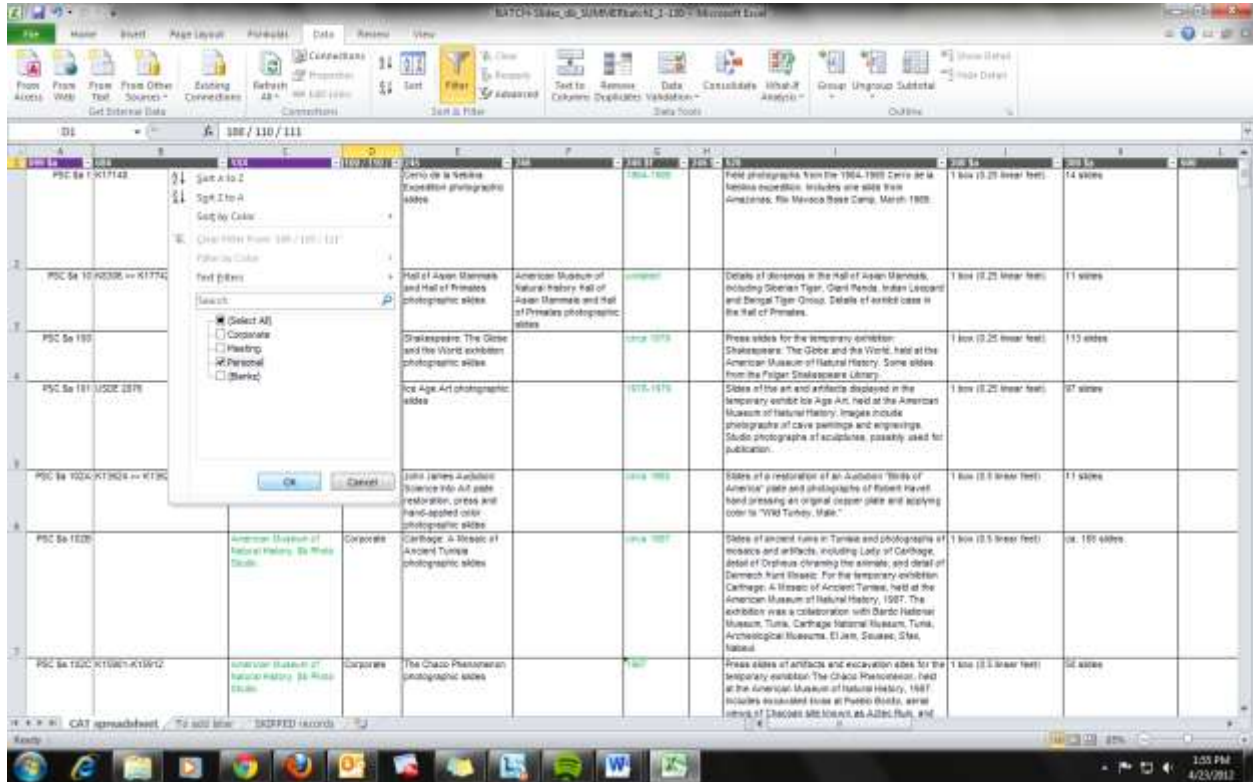 BATCH- Slides_db_SUMMERbatch1_1-130 - Microsoft Excel
File Home Insert Page Layout Formulas Data Review View
From Access From Web From Text From Other Sources Existing Connections Refresh All Connections Properties Edit Links Sort Filter Clear Reapply Advanced Text to Columns Remove Duplicates Data Validation Consolidate What-If Analysis Group Ungroup Subtotal Show Detail Hide Detail
Get External Data Connections Sort & Filter Data Tools Outline
D1 fx 100 / 110 / 111
A B C D E F G H I J K L
Sort A to Z
Sort Z to A
Sort by Color
Clear Filter From "100 / 110 / 111"
Filter by Color
Text Filters
Search
(Select All)
Corporate
Meeting
Personal
(Blanks)
OK Cancel
PSC 8a 1 K17148
Cerro de la Neblina Expedition photographic slides
1984-1985
Field photographs from the 1984-1985 Cerro de la Neblina expedition. Includes one slide from Amazonas, Rio Mavaca Base Camp, March 1985.
1 box (0.25 linear feet)
14 slides
PSC 8a 10
Hall of Asian Mammals and Hall of Primates photographic slides
American Museum of Natural History Hall of Asian Mammals and Hall of Primates photographic slides
undated
Details of dioramas in the Hall of Asian Mammals, including Siberian Tiger, Giant Panda, Indian Leopard and Bengal Tiger Group. Details of exhibit case in the Hall of Primates.
1 box (0.25 linear feet)
11 slides
PSC 8a 100
Shakespeare: The Globe and the World exhibition photographic slides
circa 1979
Press slides for the temporary exhibition Shakespeare: The Globe and the World, held at the American Museum of Natural History. Some slides from the Folger Shakespeare Library.
1 box (0.25 linear feet)
113 slides
PSC 8a 101
Ice Age Art photographic slides
1978-1979
Slides of the art and artifacts displayed in the temporary exhibit Ice Age Art, held at the American Museum of Natural History. Images include photographs of cave paintings and engravings. Studio photographs of sculptures, possibly used for publication.
1 box (0.25 linear feet)
97 slides
PSC 8a 102A
John James Audubon: Science into Art plate restoration, press and hand-applied color photographic slides
Slides of a restoration of an Audubon "Birds of America" plate and photographs of Robert Havell hand pressing an original copper plate and applying color to "Wild Turkey, Male."
1 box (0.5 linear feet)
11 slides
PSC 8a 102B
American Museum of Natural History. Photo Studio.
Corporate
Carthage: A Mosaic of Ancient Tunisia photographic slides
circa 1987
Slides of ancient ruins in Tunisia and photographs of mosaics and artifacts, including Lady of Carthage, detail of Orpheus charming the animals, and detail of Dermech Hunt Mosaic. For the temporary exhibition Carthage: A Mosaic of Ancient Tunisia, held at the American Museum of Natural History, 1987. The exhibition was a collaboration with Bardo National Museum, Tunis, Carthage National Museum, Tunis, Archeological Museums, El Jem, Sousse, Sfax, Nabeul.
1 box (0.5 linear feet)
ca. 165 slides
PSC 8a 102C K15901-K15912
American Museum of Natural History. Photo Studio.
Corporate
The Chaco Phenomenon photographic slides
1987
Press slides of artifacts and excavation sites for the temporary exhibition The Chaco Phenomenon, held at the American Museum of Natural History, 1987. Includes excavated kivas at Pueblo Bonito, aerial views of Chacoan site known as Aztec Ruin, and
1 box (0.5 linear feet)
50 slides
CAT spreadsheet To add later SKIPPED records
Ready 85%
1:55 PM
4/23/2012